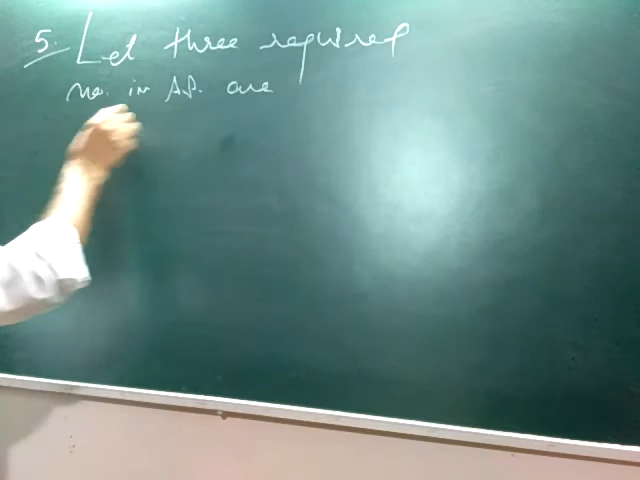 5. Let three required
no. in A.P. are